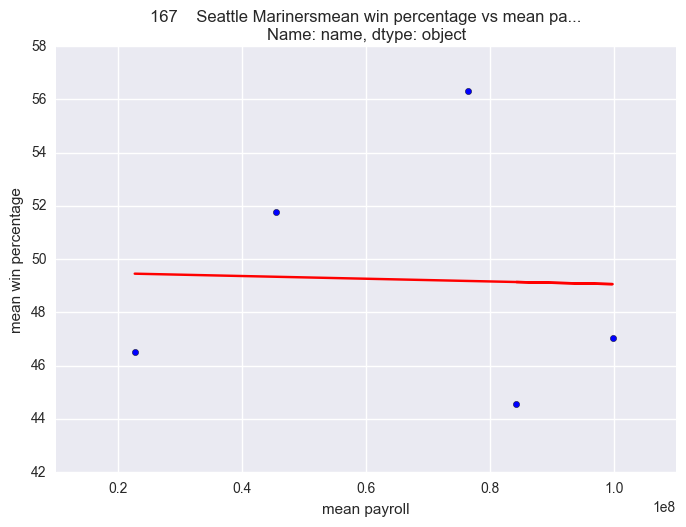 167    Seattle Marinersmean win percentage vs mean pa...
Name: name, dtype: object
58
56
54
52
50
48
46
44
42
mean win percentage
0.2 0.4 0.6 0.8 1.0
1e8
mean payroll